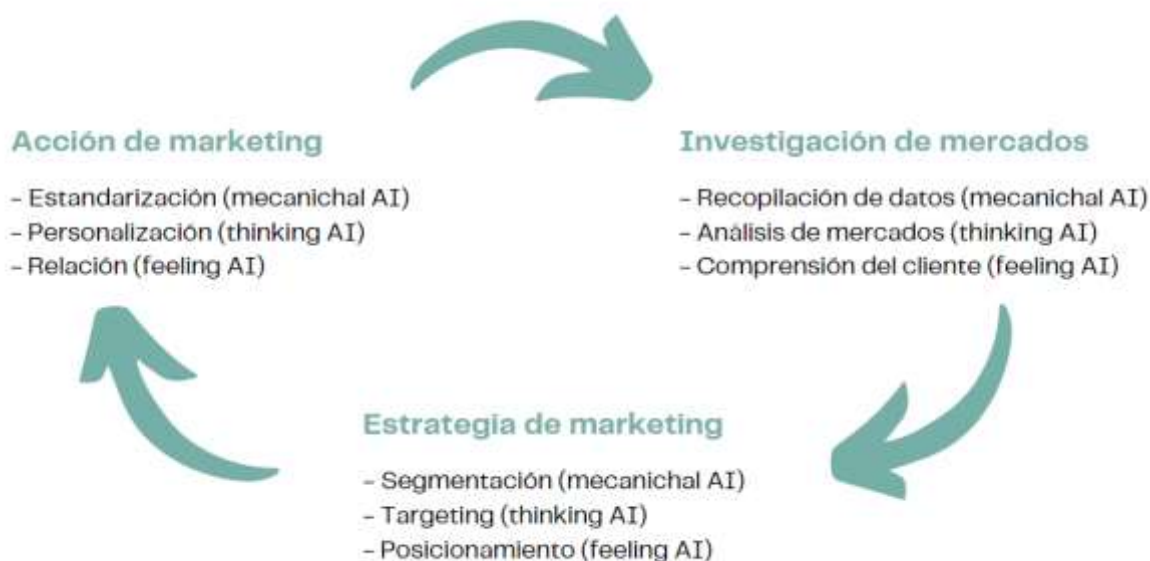 Acción de marketing
- Estandarización (mecanichal AI)
- Personalización (thinking AI)
- Relación (feeling AI)
Investigación de mercados
- Recopilación de datos (mecanichal AI)
- Análisis de mercados (thinking AI)
- Comprensión del cliente (feeling AI)
Estrategia de marketing
- Segmentación (mecanichal AI)
- Targeting (thinking AI)
- Posicionamiento (feeling AI)